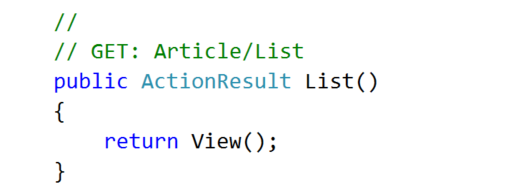 //
// GET: Article/List
public ActionResult List()
{
    return View();
}